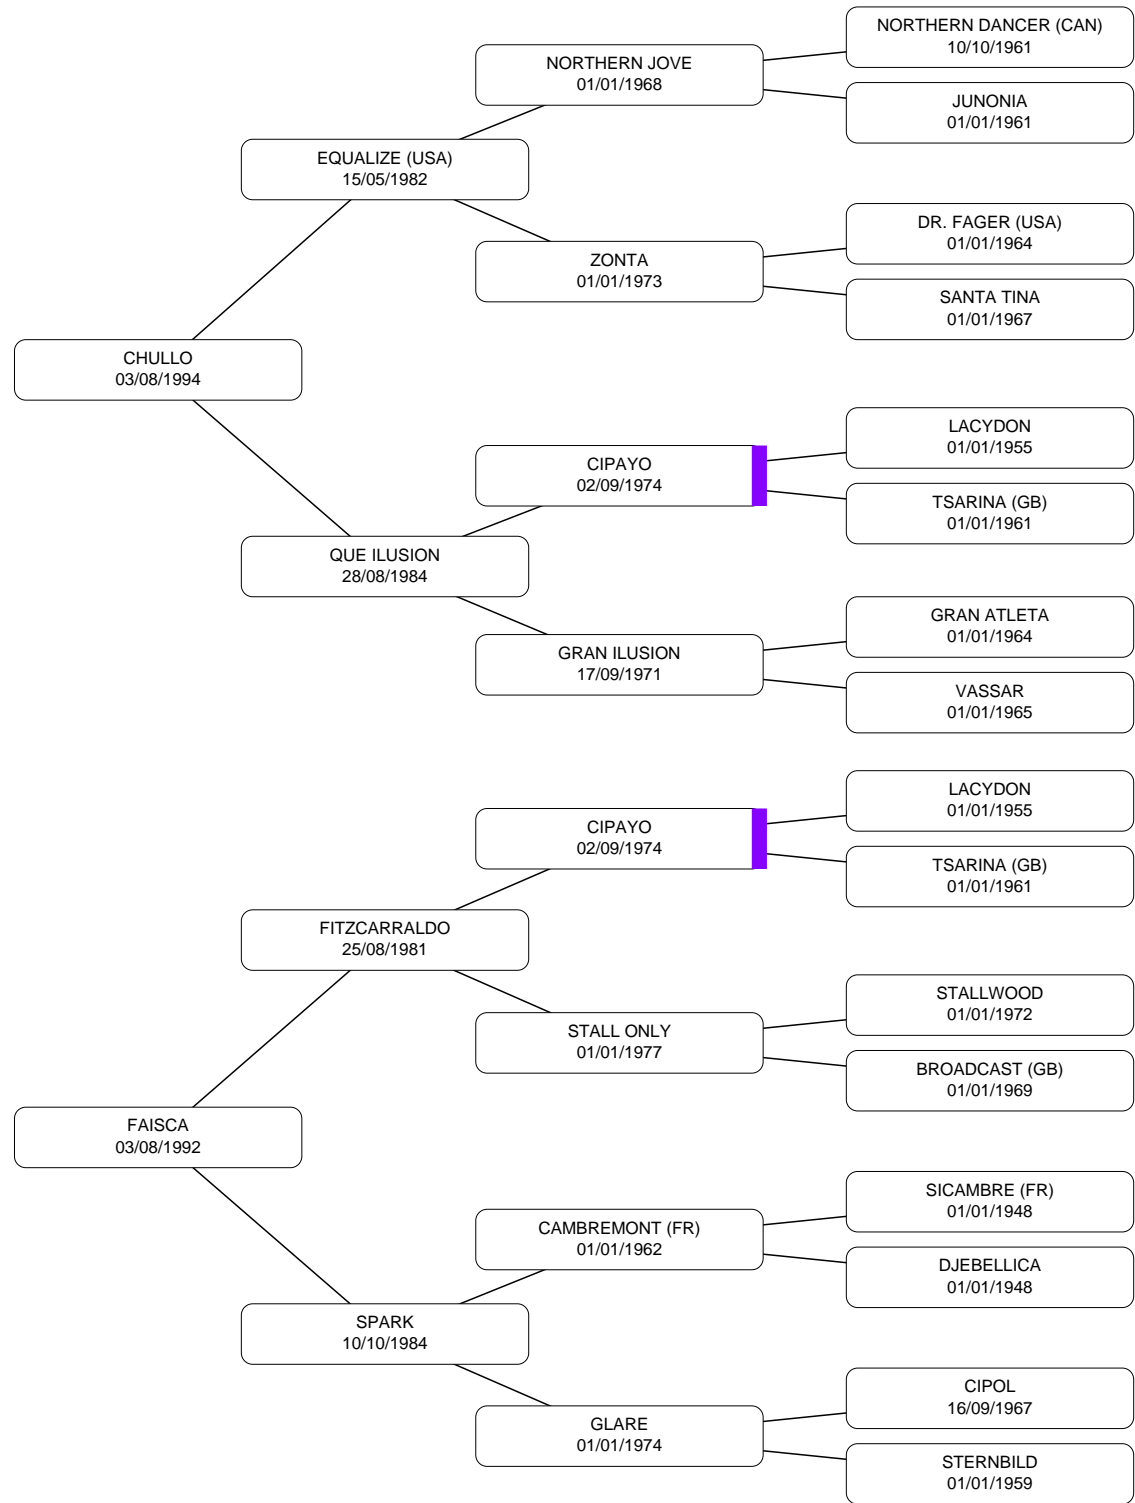 NORTHERN DANCER (CAN)
10/10/1961
NORTHERN JOVE
01/01/1968
JUNONIA
01/01/1961
EQUALIZE (USA)
15/05/1982
DR. FAGER (USA)
01/01/1964
ZONTA
01/01/1973
SANTA TINA
01/01/1967
CHULLO
03/08/1994
LACYDON
01/01/1955
CIPAYO
02/09/1974
TSARINA (GB)
01/01/1961
QUE ILUSION
28/08/1984
GRAN ATLETA
01/01/1964
GRAN ILUSION
17/09/1971
VASSAR
01/01/1965
LACYDON
01/01/1955
CIPAYO
02/09/1974
TSARINA (GB)
01/01/1961
FITZCARRALDO
25/08/1981
STALLWOOD
01/01/1972
STALL ONLY
01/01/1977
BROADCAST (GB)
01/01/1969
FAISCA
03/08/1992
SICAMBRE (FR)
01/01/1948
CAMBREMONT (FR)
01/01/1962
DJEBELLICA
01/01/1948
SPARK
10/10/1984
CIPOL
16/09/1967
GLARE
01/01/1974
STERNBILD
01/01/1959